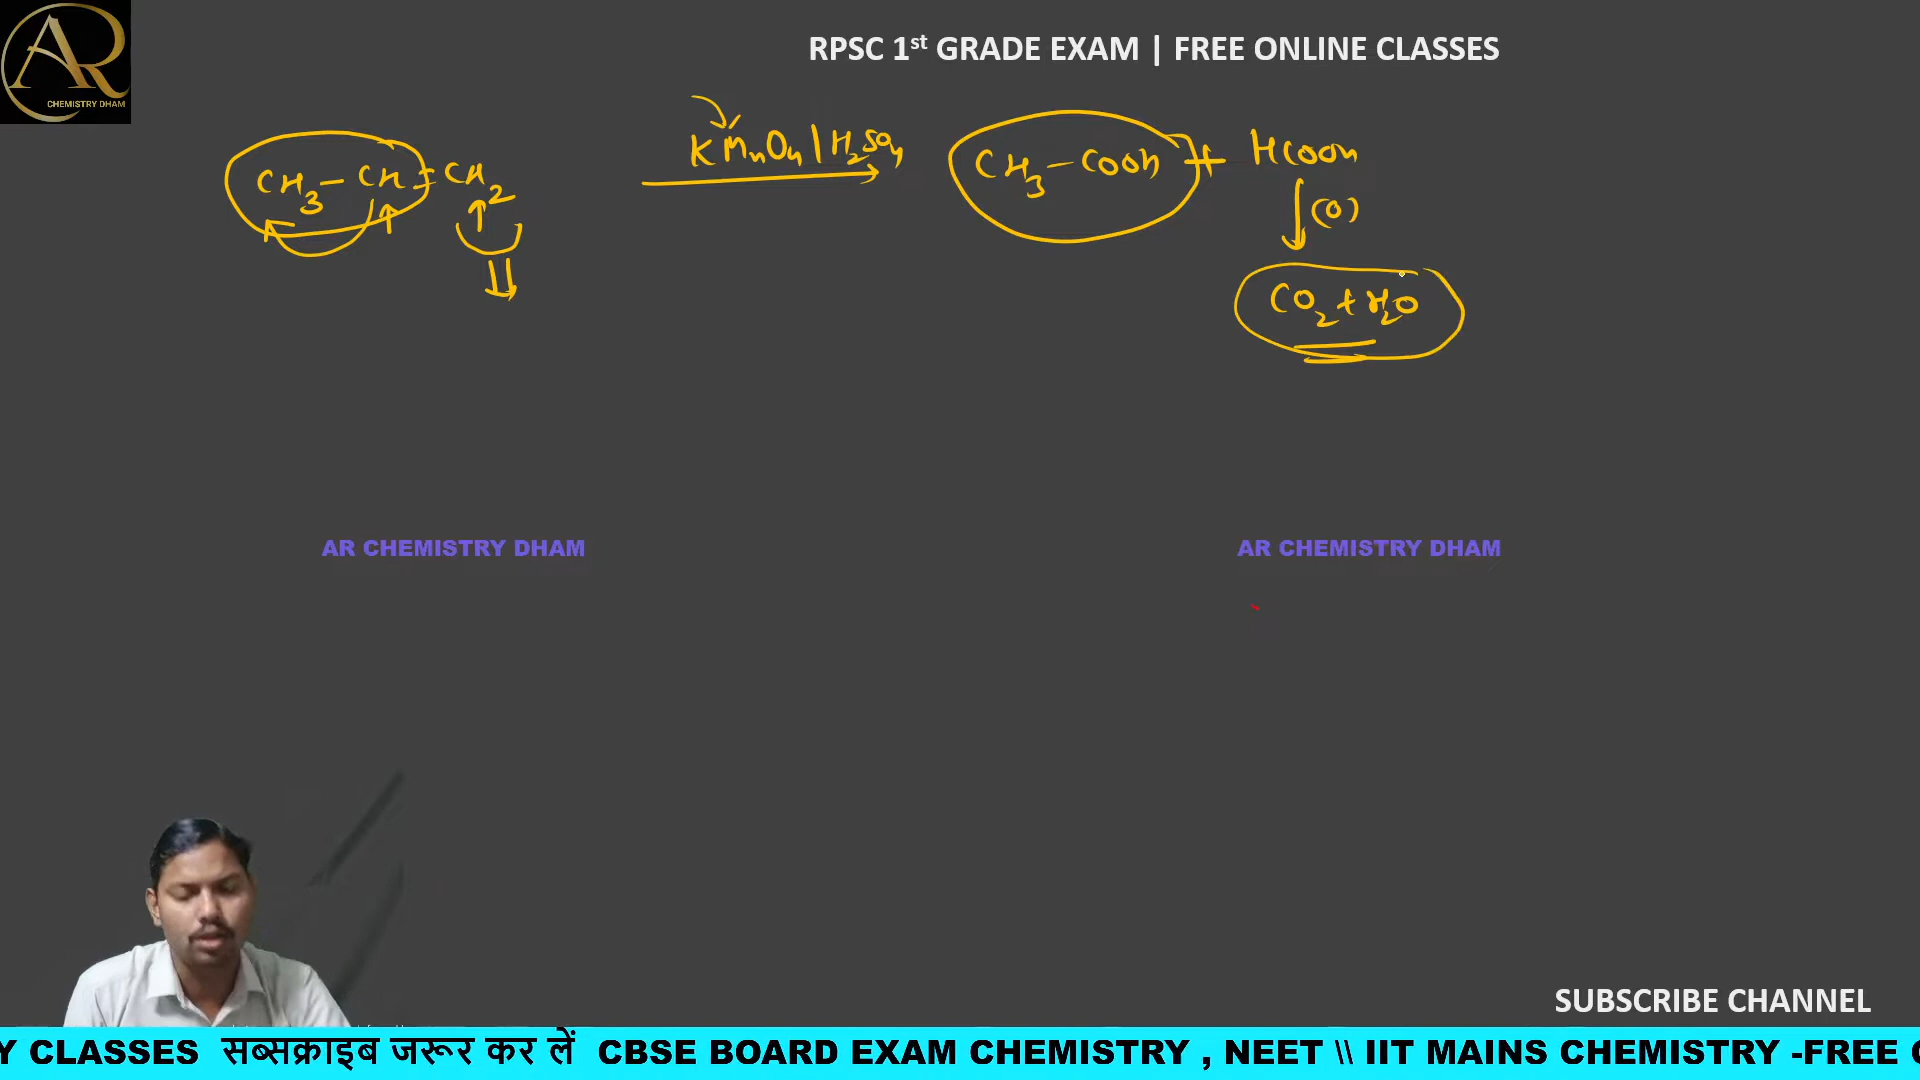 AR
CHEMISTRY DHAM
RPSC 1st GRADE EXAM | FREE ONLINE CLASSES
CH3 – CH = CH2
KMnO4 | H2SO4
CH3 – COOH + HCOOH
(O)
CO2 + H2O
AR CHEMISTRY DHAM
AR CHEMISTRY DHAM
SUBSCRIBE CHANNEL
Y CLASSES सब्सक्राइब जरूर कर लें CBSE BOARD EXAM CHEMISTRY , NEET \\ IIT MAINS CHEMISTRY -FREE